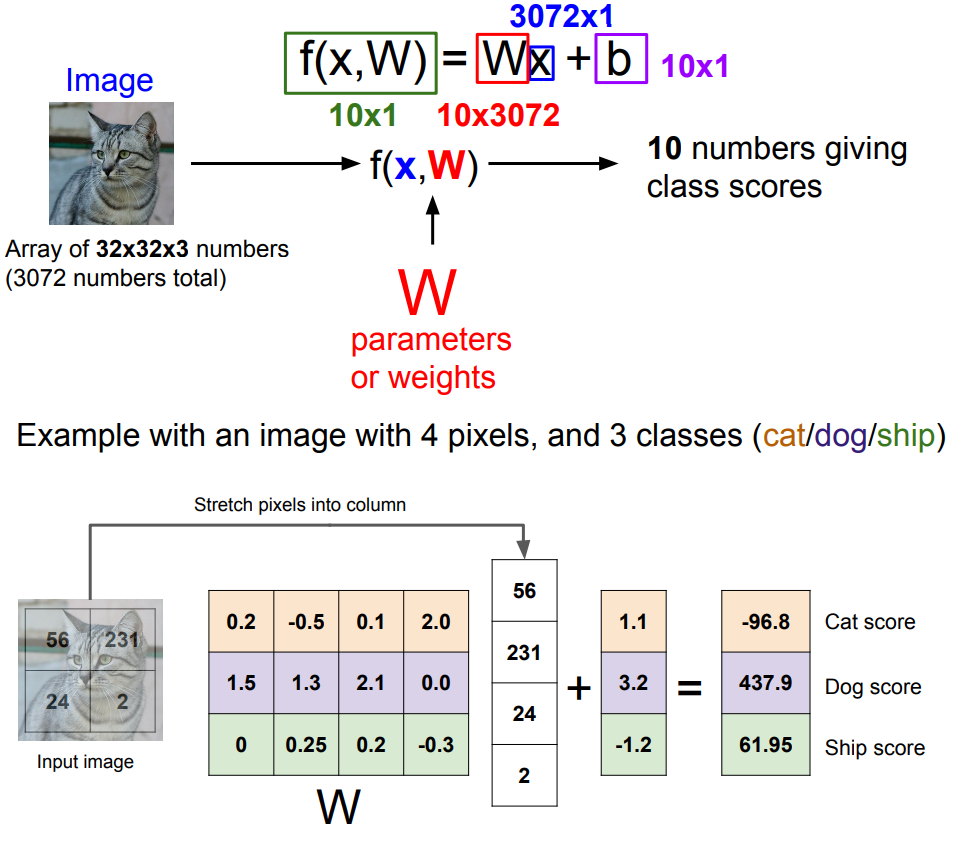 3072x1
f(x,W) = Wx + b 10x1
10x1 10x3072
Image
f(x,W)
10 numbers giving
class scores
Array of 32x32x3 numbers
(3072 numbers total)
W
parameters
or weights
Example with an image with 4 pixels, and 3 classes (cat/dog/ship)
Stretch pixels into column
56 231
24 2
Input image
0.2 -0.5 0.1 2.0
1.5 1.3 2.1 0.0
0 0.25 0.2 -0.3
W
56
231
24
2
+
1.1
3.2
-1.2
=
-96.8 Cat score
437.9 Dog score
61.95 Ship score